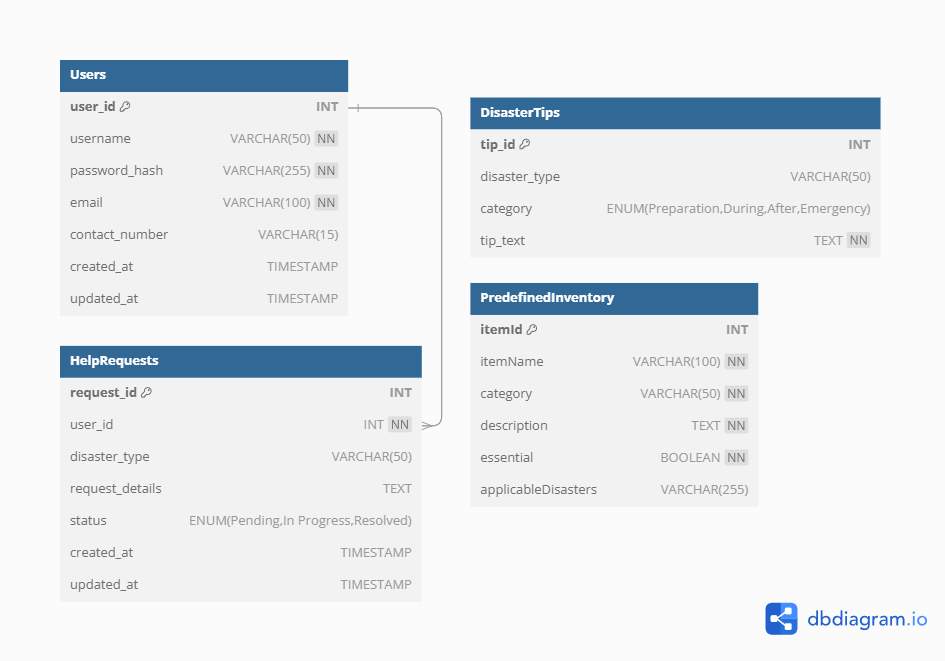 Users
user_id INT
username VARCHAR(50) NN
password_hash VARCHAR(255) NN
email VARCHAR(100) NN
contact_number VARCHAR(15)
created_at TIMESTAMP
updated_at TIMESTAMP
HelpRequests
request_id INT
user_id INT NN
disaster_type VARCHAR(50)
request_details TEXT
status ENUM(Pending,In Progress,Resolved)
created_at TIMESTAMP
updated_at TIMESTAMP
DisasterTips
tip_id INT
disaster_type VARCHAR(50)
category ENUM(Preparation,During,After,Emergency)
tip_text TEXT NN
PredefinedInventory
itemId INT
itemName VARCHAR(100) NN
category VARCHAR(50) NN
description TEXT NN
essential BOOLEAN NN
applicableDisasters VARCHAR(255)
dbdiagram.io